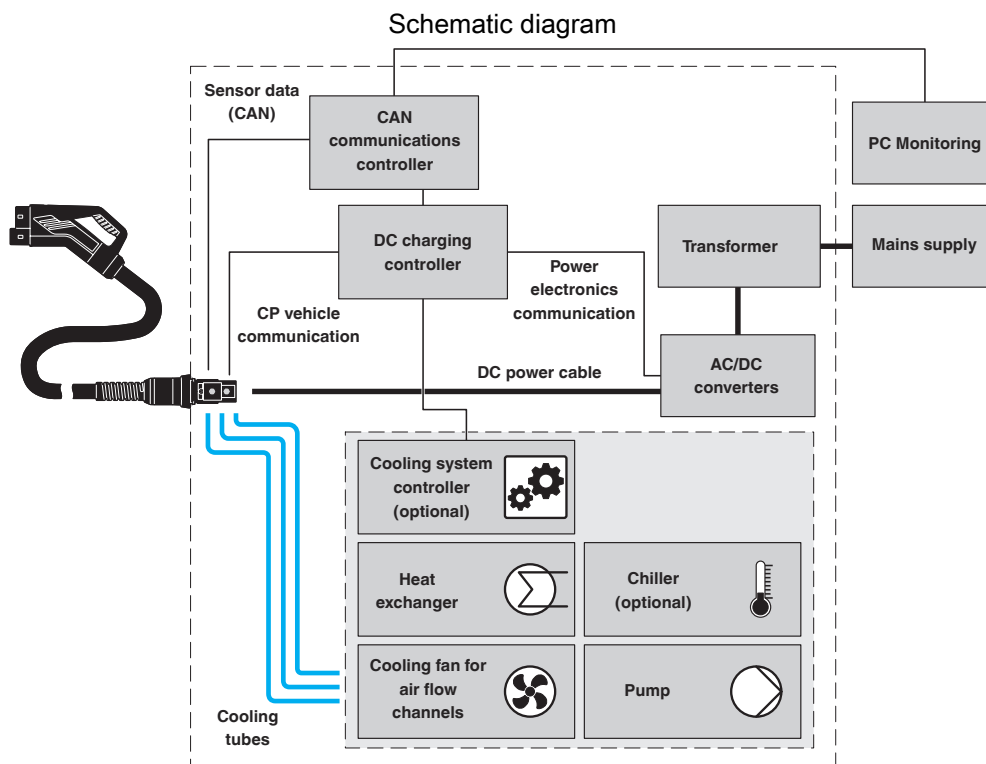 Schematic diagram
Sensor data
(CAN)
CAN
communications
controller
PC Monitoring
DC charging
controller
Transformer
Mains supply
CP vehicle
communication
Power
electronics
communication
DC power cable
AC/DC
converters
Cooling system
controller
(optional)
Heat
exchanger
Chiller
(optional)
Cooling fan for
air flow
channels
Pump
Cooling
tubes